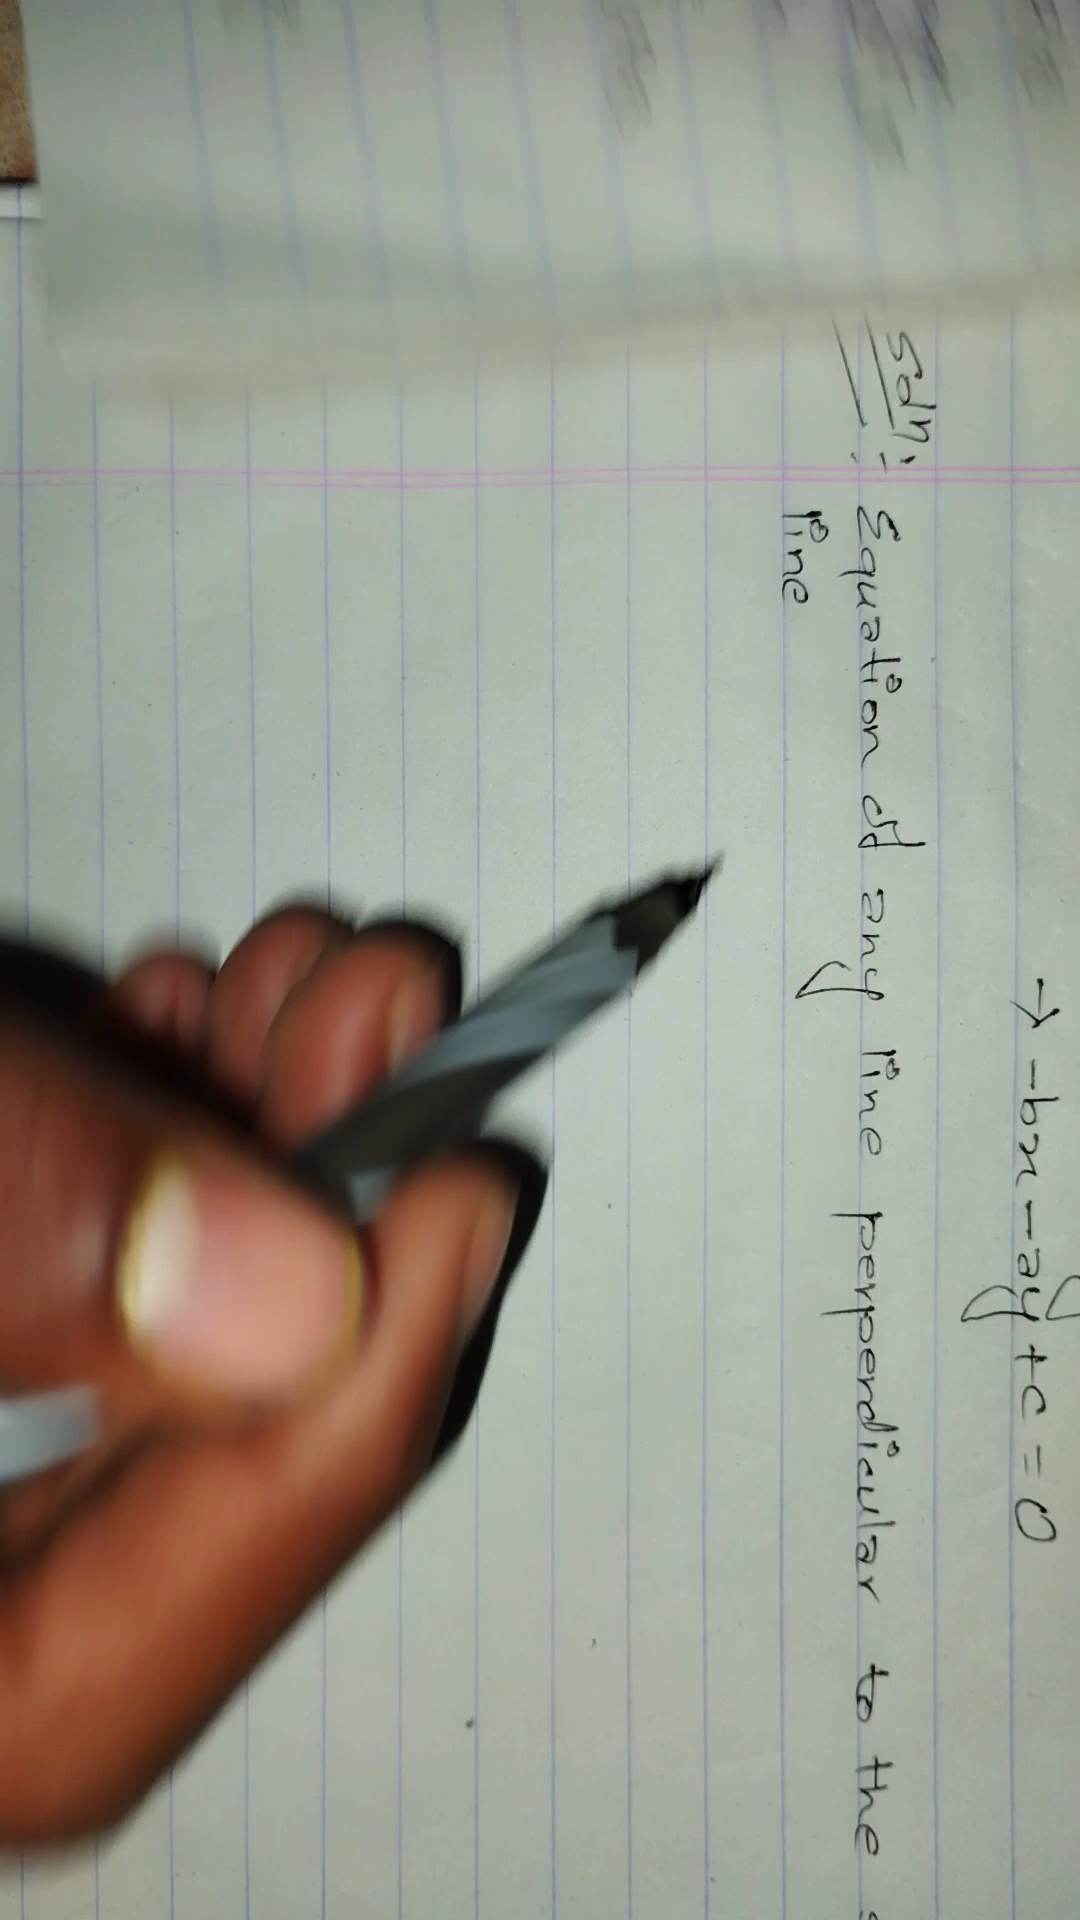 → -bx - ay + c = 0
Soln:- Equation of any line perpendicular to the
line